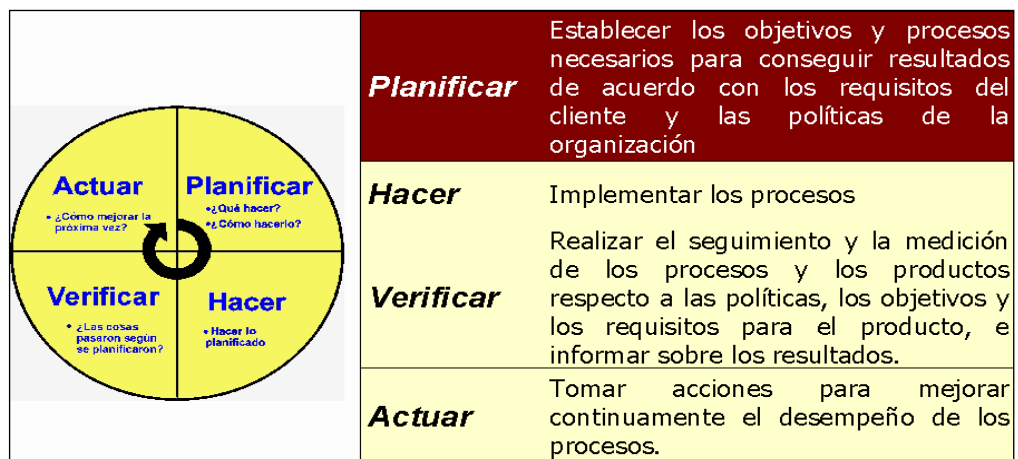 Actuar
• ¿Cómo mejorar la
próxima vez?
Planificar
•¿Qué hacer?
•¿Cómo hacerlo?
Verificar
• ¿Las cosas
pasaron según
se planificaron?
Hacer
• Hacer lo
planificado
Planificar
Establecer los objetivos y procesos
necesarios para conseguir resultados
de acuerdo con los requisitos del
cliente y las políticas de la
organización
Hacer
Implementar los procesos
Verificar
Realizar el seguimiento y la medición
de los procesos y los productos
respecto a las políticas, los objetivos y
los requisitos para el producto, e
informar sobre los resultados.
Actuar
Tomar acciones para mejorar
continuamente el desempeño de los
procesos.